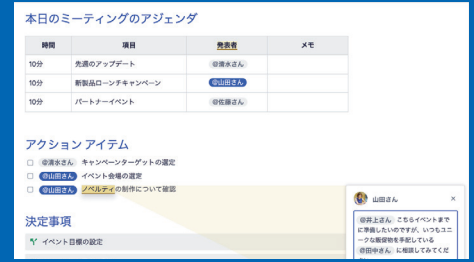 本日のミーティングのアジェンダ
時間 項目 発表者 メモ
10分 先週のアップデート @清水さん
10分 新製品ローンチキャンペーン @山田さん
10分 パートナーイベント @佐藤さん
アクション アイテム
@清水さん キャンペーンターゲットの選定
@山田さん イベント会場の選定
@山田さん ノベルティの制作について確認
決定事項
イベント目標の設定
山田さん ×
@井上さん こちらイベントまで
に準備したいのですが、いつもユニ
ークな販促物を手配している
@田中さん に相談してみてくだ